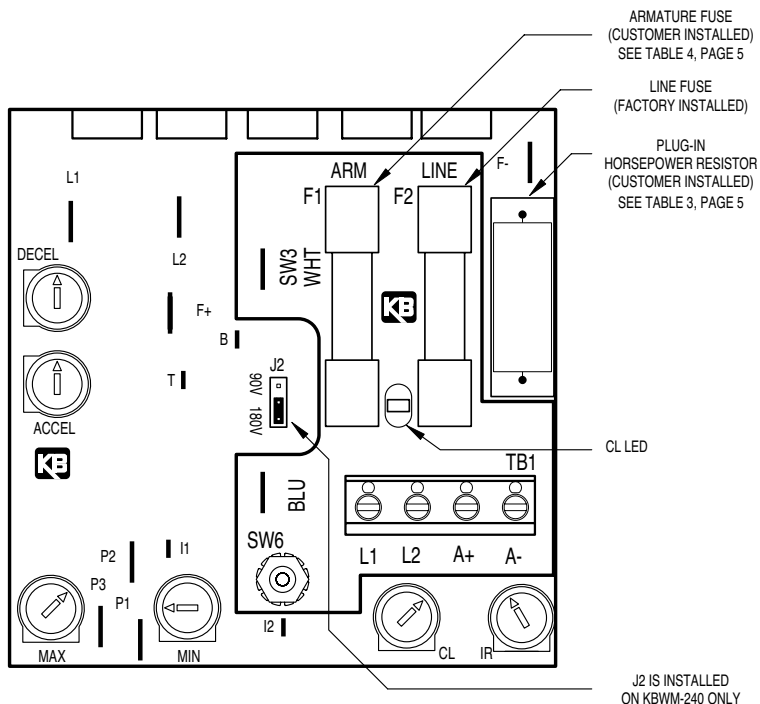 ARMATURE FUSE
(CUSTOMER INSTALLED)
SEE TABLE 4, PAGE 5
LINE FUSE
(FACTORY INSTALLED)
PLUG-IN
HORSEPOWER RESISTOR
(CUSTOMER INSTALLED)
SEE TABLE 3, PAGE 5
ARM
LINE
F-
F1
F2
L1
L2
DECEL
SW3
WHT
F+
KB
B
J2
T
90V
180V
ACCEL
KB
CL LED
TB1
BLU
SW6
L1
L2
A+
A-
P2
I1
P3
P1
I2
MAX
MIN
CL
IR
J2 IS INSTALLED
ON KBWM-240 ONLY